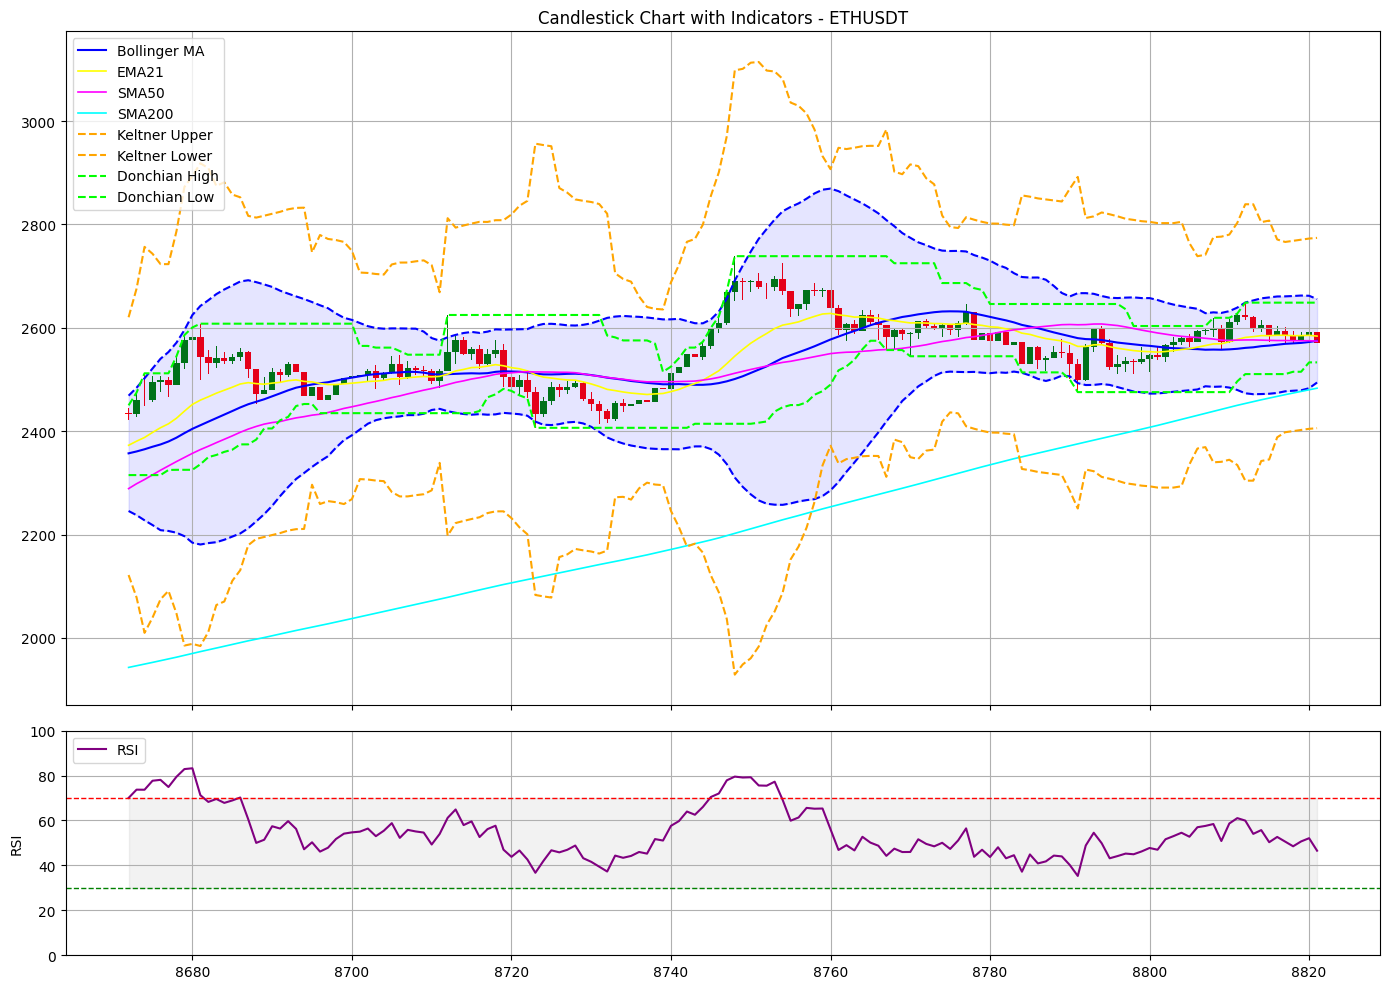 Candlestick Chart with Indicators - ETHUSDT
Bollinger MA
EMA21
SMA50
SMA200
Keltner Upper
Keltner Lower
Donchian High
Donchian Low
3000
2800
2600
2400
2200
2000
RSI
100
80
60
40
20
0
RSI
8680
8700
8720
8740
8760
8780
8800
8820